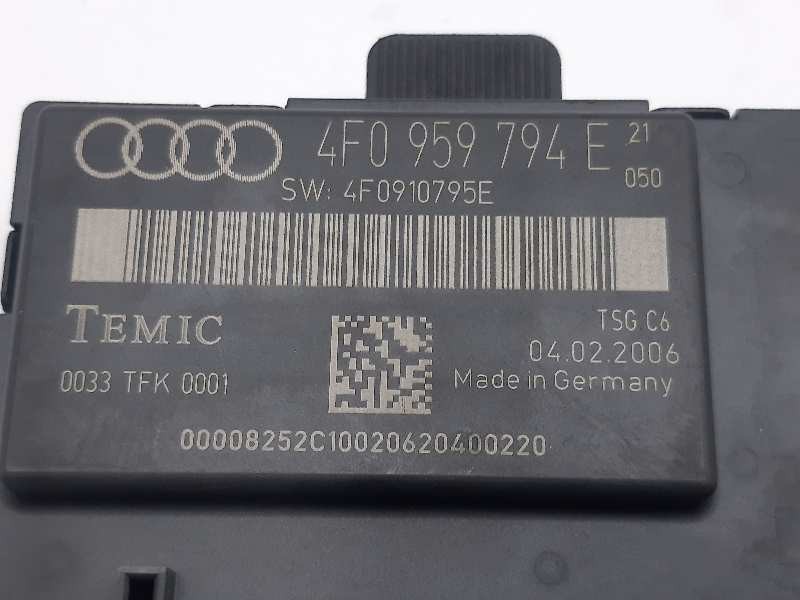 4F0 959 794 E 21
050
SW: 4F0910795E
TEMIC
TSG C6
04.02.2006
0033 TFK 0001
Made in Germany
00008252C10020620400220